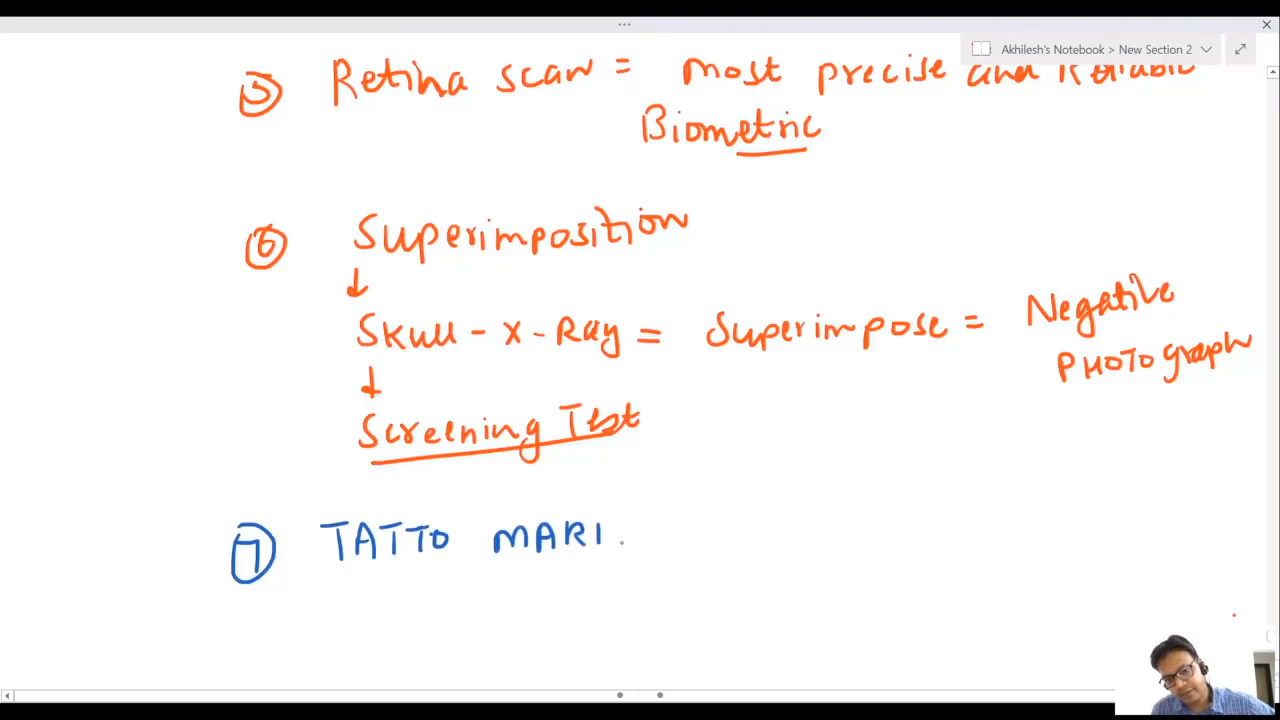 Akhilesh's Notebook > New Section 2
5 Retina scan = most precise and Reliable
Biometric
6 Superimposition
↓
Skull - X - Ray = Superimpose = Negative
PHOTOgraph
↓
Screening Test
7 TATTO MARI